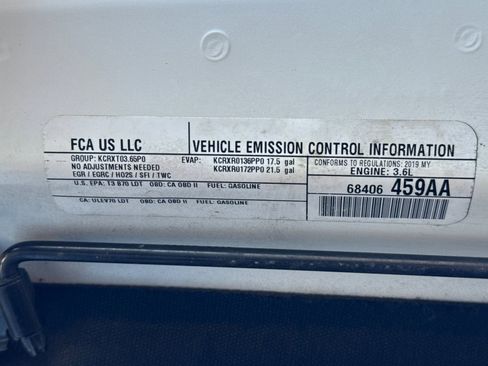 FCA US LLC
VEHICLE EMISSION CONTROL INFORMATION
GROUP: KCRXT03.65P0
EVAP: KCRXR0136PP0 17.5 gal
KCRXR0172PP0 21.5 gal
NO ADJUSTMENTS NEEDED
EGR / EGRC / HO2S / SFI / TWC
CONFORMS TO REGULATIONS: 2019 MY
ENGINE: 3.6L
U.S. EPA: T3 B70 LDT OBD: CA OBD II FUEL: GASOLINE
CA: ULEV70 LDT OBD: CA OBD II FUEL: GASOLINE
68406 459AA